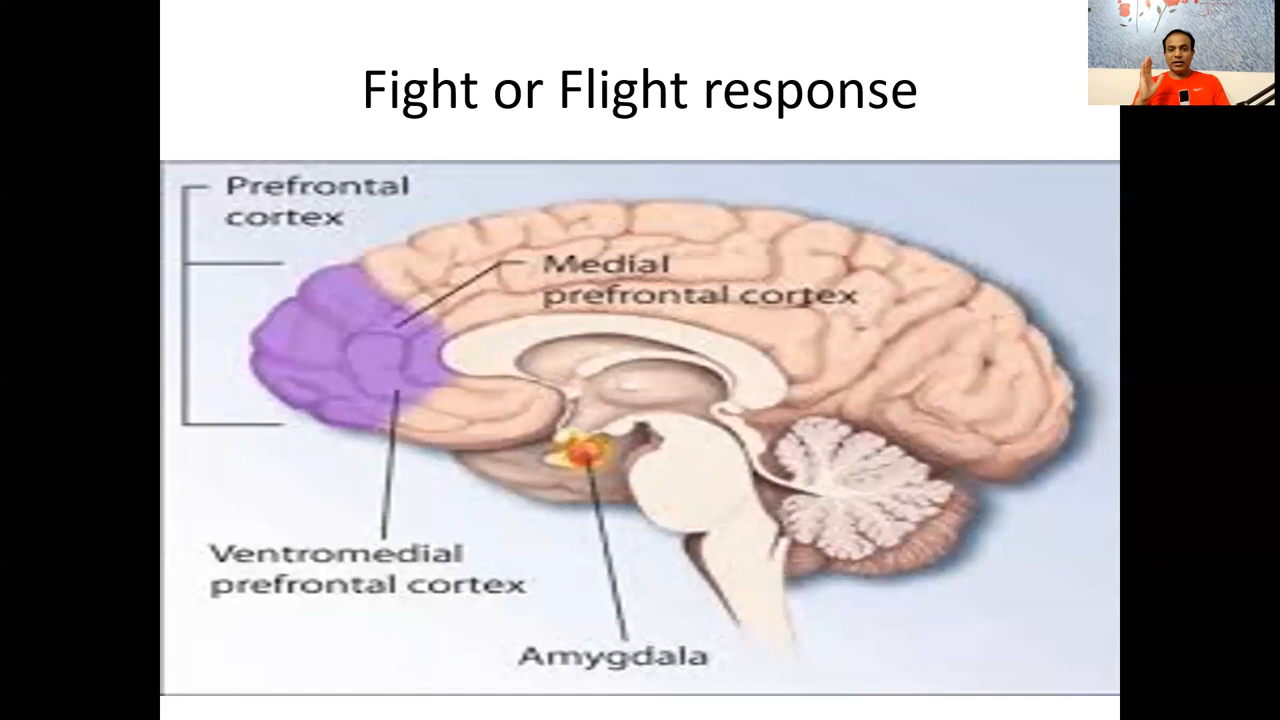 Fight or Flight response
Prefrontal
cortex
Medial
prefrontal cortex
Ventromedial
prefrontal cortex
Amygdala